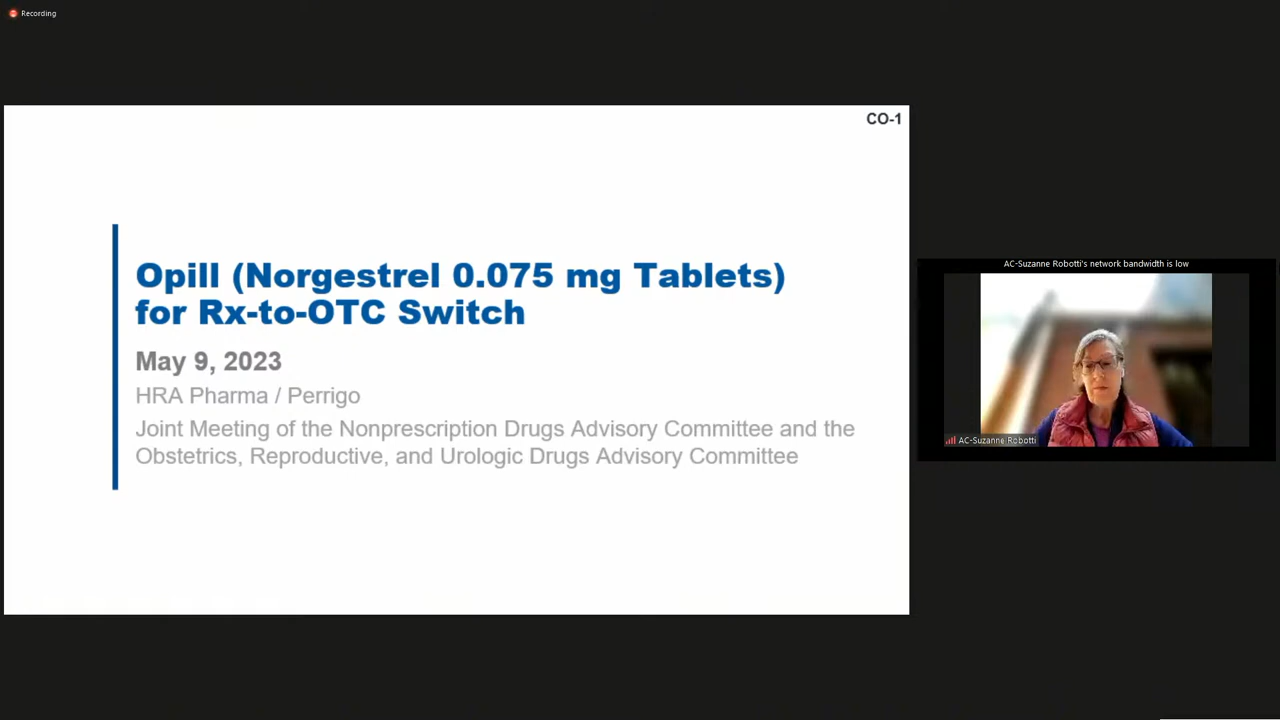 Recording
CO-1
Opill (Norgestrel 0.075 mg Tablets)
for Rx-to-OTC Switch
May 9, 2023
HRA Pharma / Perrigo
Joint Meeting of the Nonprescription Drugs Advisory Committee and the
Obstetrics, Reproductive, and Urologic Drugs Advisory Committee
AC-Suzanne Robotti's network bandwidth is low
AC-Suzanne Robotti